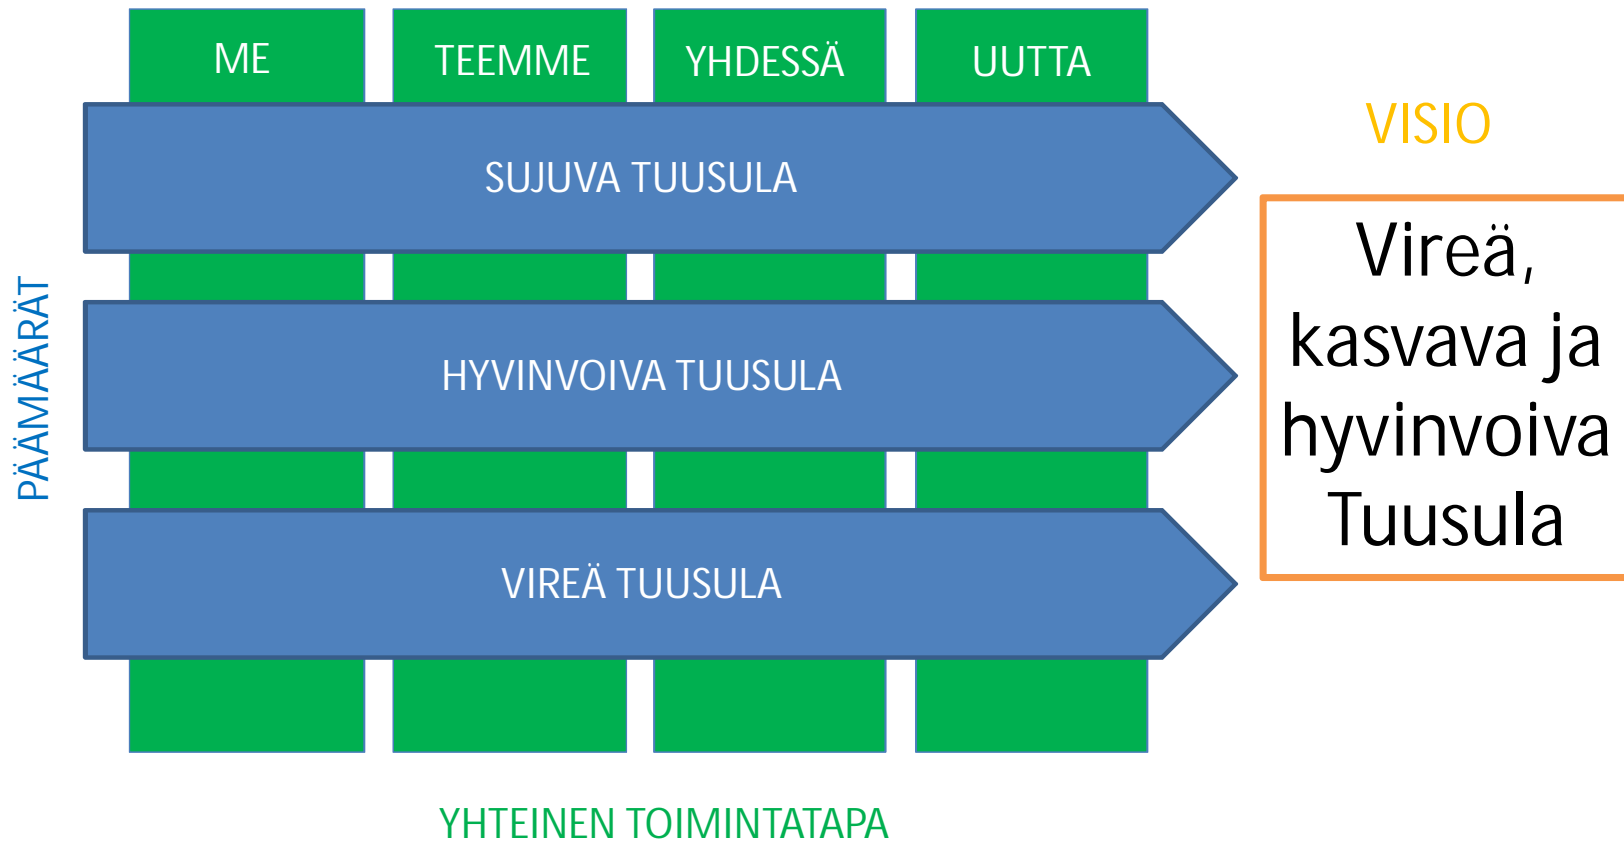 ME
TEEMME
YHDESSÄ
UUTTA
SUJUVA TUUSULA
HYVINVOIVA TUUSULA
VIREÄ TUUSULA
PÄÄMÄÄRÄT
YHTEINEN TOIMINTATAPA
VISIO
Vireä,
kasvava ja
hyvinvoiva
Tuusula